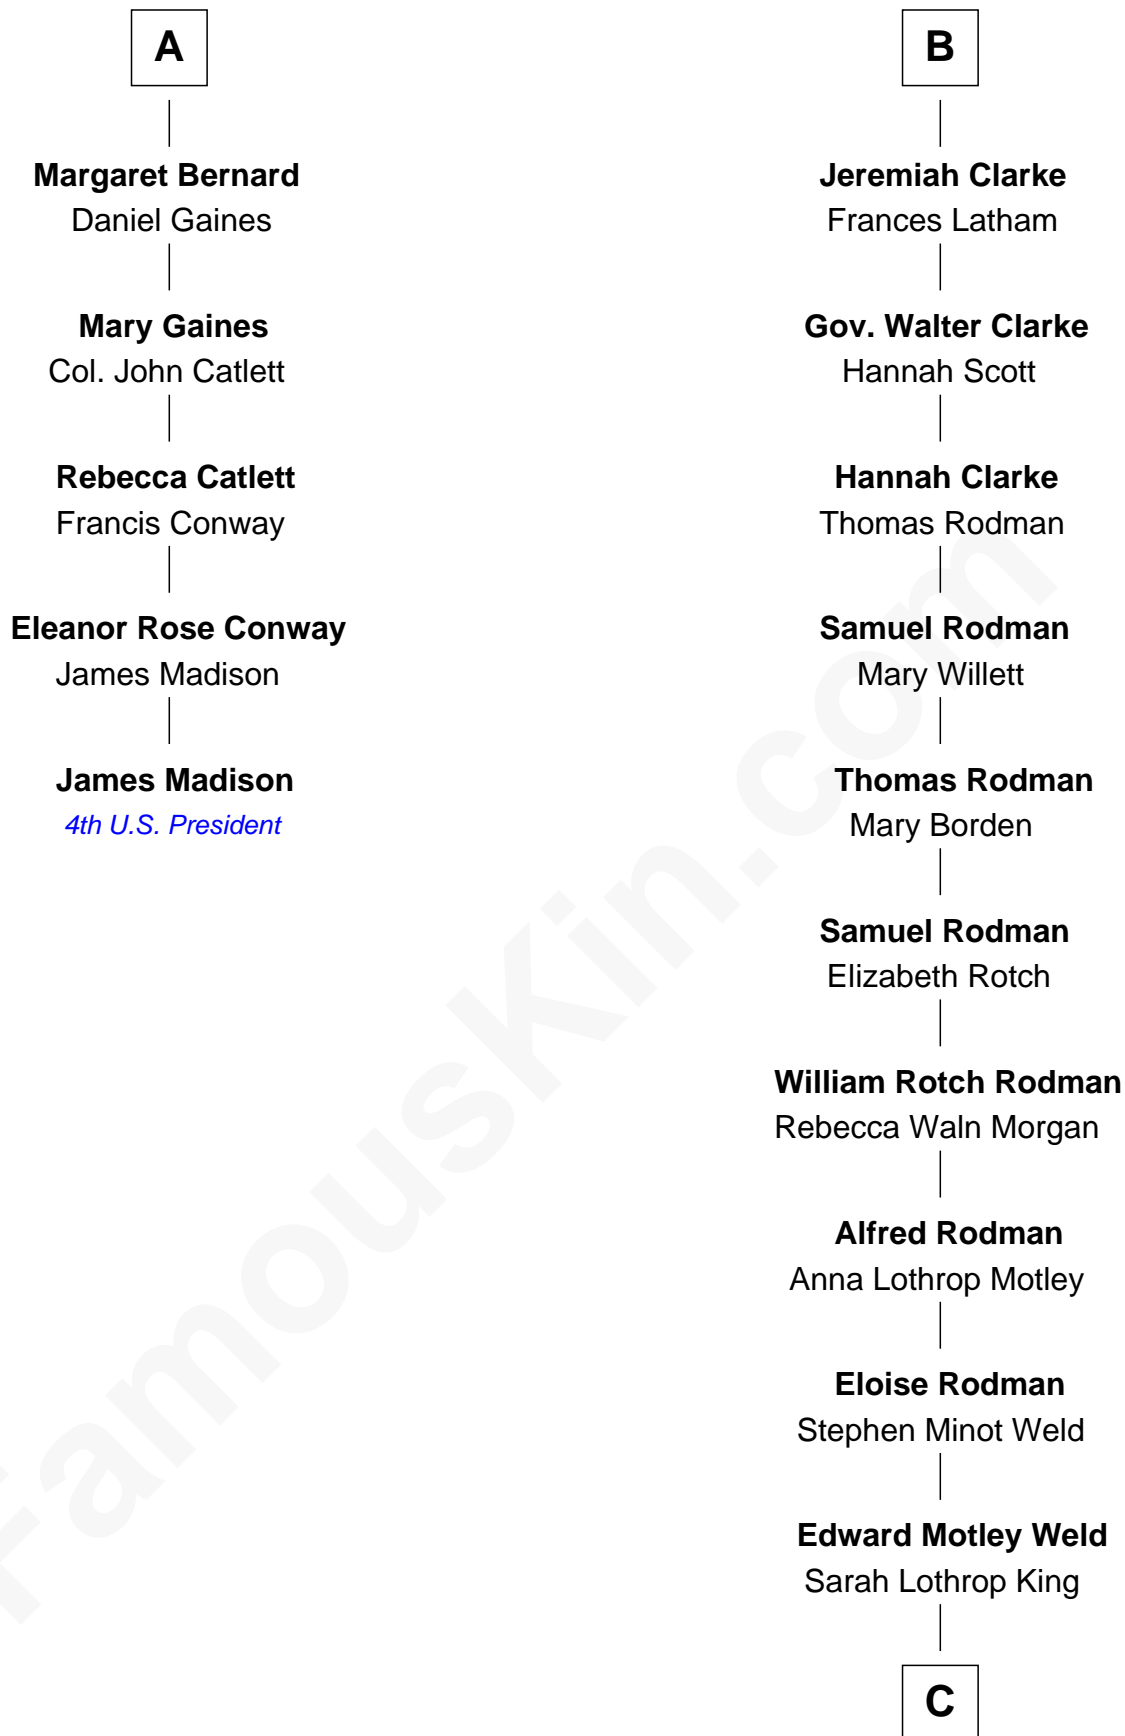 A
Margaret Bernard
Daniel Gaines
Mary Gaines
Col. John Catlett
Rebecca Catlett
Francis Conway
Eleanor Rose Conway
James Madison
James Madison
4th U.S. President
B
Jeremiah Clarke
Frances Latham
Gov. Walter Clarke
Hannah Scott
Hannah Clarke
Thomas Rodman
Samuel Rodman
Mary Willett
Thomas Rodman
Mary Borden
Samuel Rodman
Elizabeth Rotch
William Rotch Rodman
Rebecca Waln Morgan
Alfred Rodman
Anna Lothrop Motley
Eloise Rodman
Stephen Minot Weld
Edward Motley Weld
Sarah Lothrop King
C
FamousKin.com